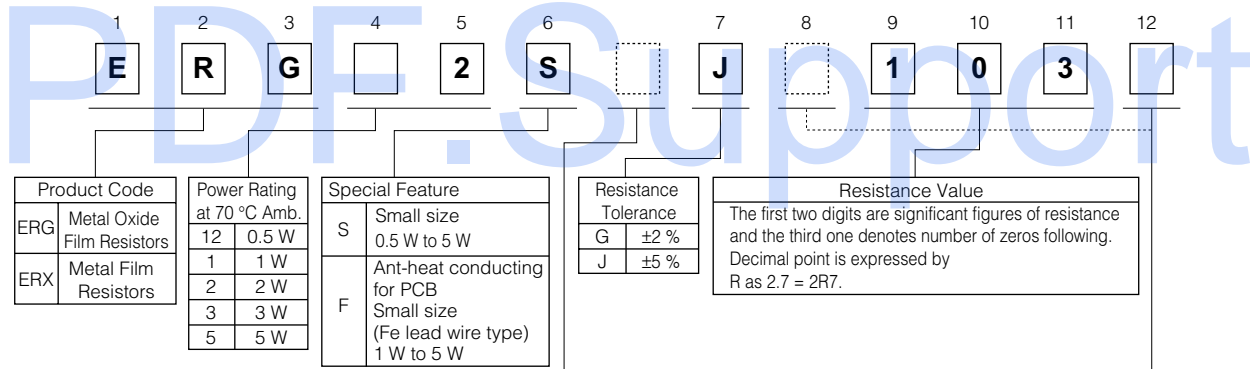 1 2 3 4 5 6 7 8 9 10 11 12
E R G 2 S J 1 0 3
PDF.Support
Product Code
ERG Metal Oxide Film Resistors
ERX Metal Film Resistors
Power Rating
at 70 °C Amb.
12 0.5 W
1 1 W
2 2 W
3 3 W
5 5 W
Special Feature
S Small size
0.5 W to 5 W
F Ant-heat conducting
for PCB
Small size
(Fe lead wire type)
1 W to 5 W
Resistance
Tolerance
G ±2 %
J ±5 %
Resistance Value
The first two digits are significant figures of resistance
and the third one denotes number of zeros following.
Decimal point is expressed by
R as 2.7 = 2R7.